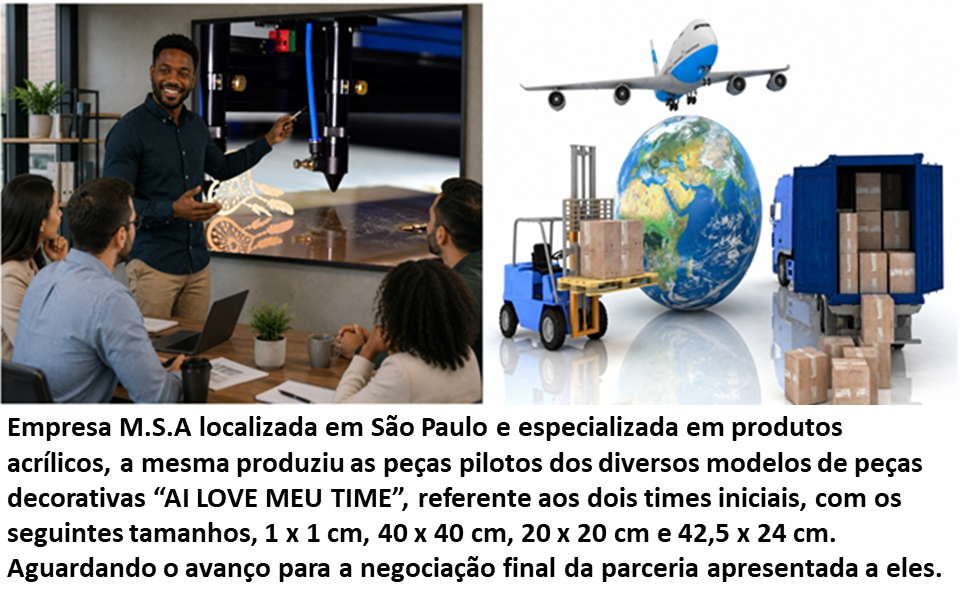 Empresa M.S.A localizada em São Paulo e especializada em produtos
acrílicos, a mesma produziu as peças pilotos dos diversos modelos de peças
decorativas “AI LOVE MEU TIME”, referente aos dois times iniciais, com os
seguintes tamanhos, 1 x 1 cm, 40 x 40 cm, 20 x 20 cm e 42,5 x 24 cm.
Aguardando o avanço para a negociação final da parceria apresentada a eles.